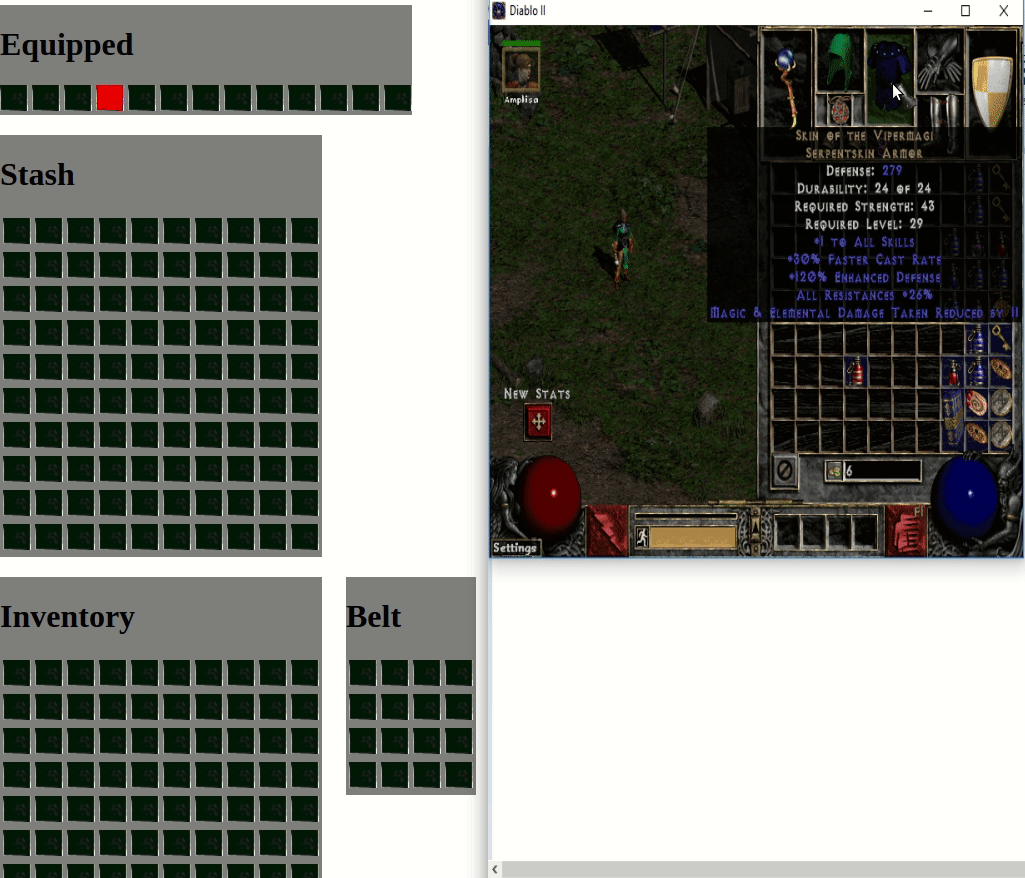 Equipped
Stash
Inventory
Belt
Diablo II
Amplisa
Skin of the Vipermagi
Serpentskin Armor
Defense: 279
Durability: 24 of 24
Required Strength: 43
Required Level: 29
+1 to All Skills
+30% Faster Cast Rate
+120% Enhanced Defense
All Resistances +26%
Magic & Elemental Damage Taken Reduced by 11
New Stats
6
F1
Settings